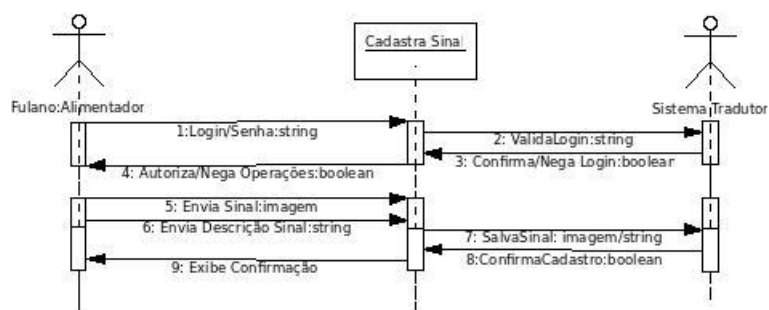 Cadastra Sinal
Fulano:Alimentador
Sistema Tradutor
1:Login/Senha:string
2: ValidaLogin:string
3: Confirma/Nega Login:boolean
4: Autoriza/Nega Operações:boolean
5: Envia Sinal:imagem
6: Envia Descrição Sinal:string
7: SalvaSinal: imagem/string
8:ConfirmaCadastro:boolean
9: Exibe Confirmação